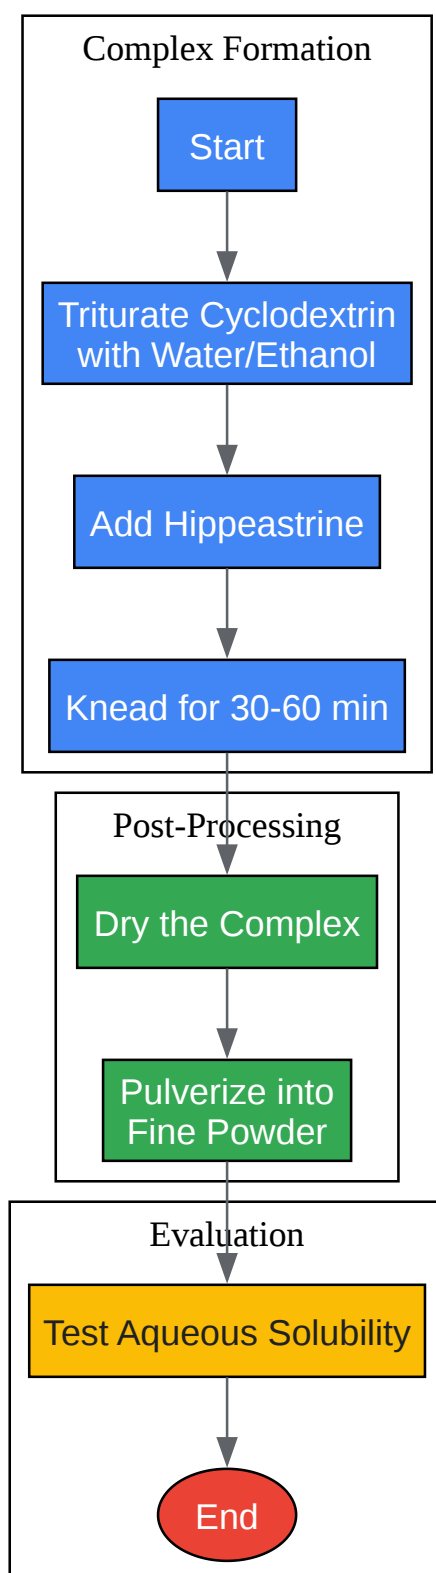 Complex Formation
Start
Triturate Cyclodextrin
with Water/Ethanol
Add Hippeastrine
Knead for 30-60 min
Post-Processing
Dry the Complex
Pulverize into
Fine Powder
Evaluation
Test Aqueous Solubility
End